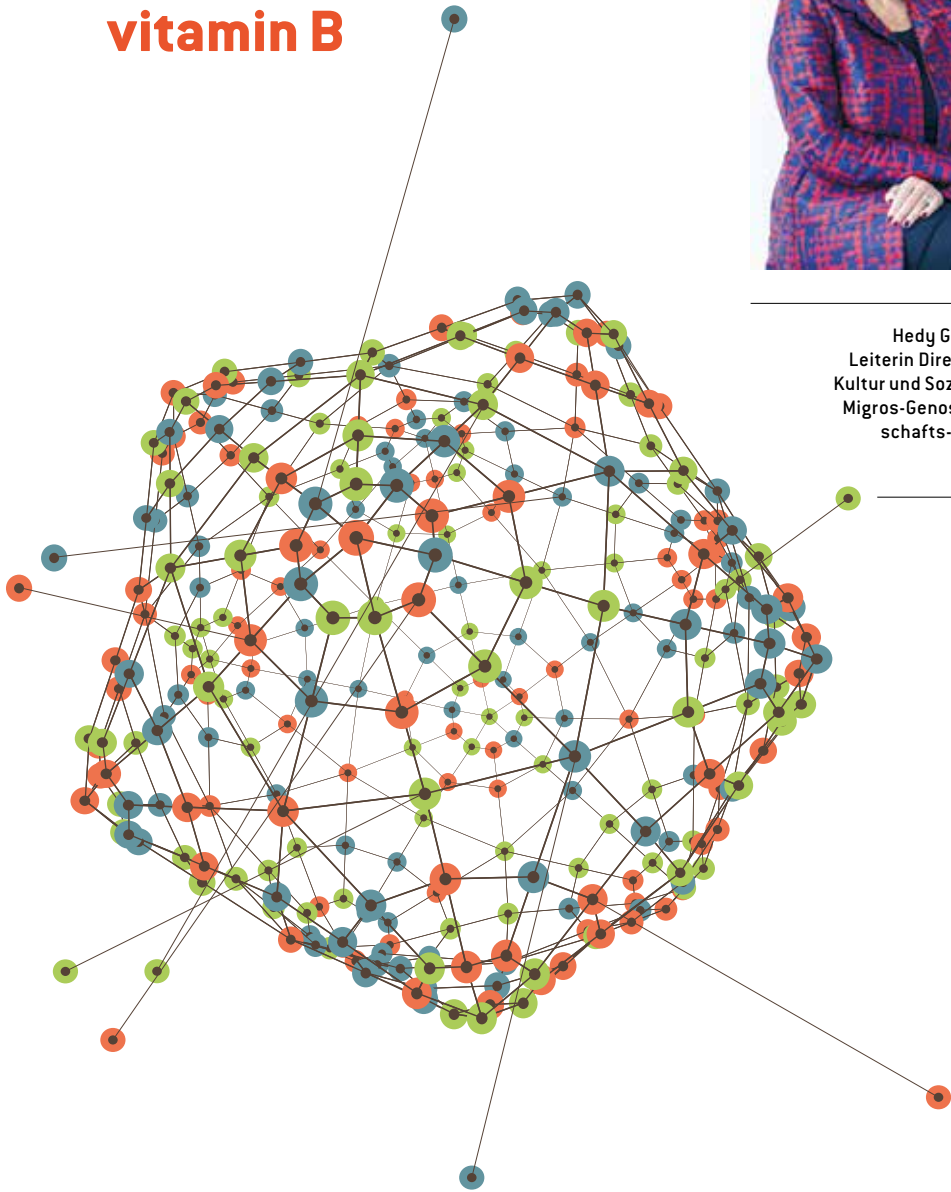 vitamin B
Hedy G
Leiterin Dire
Kultur und Soz
Migros-Genos
schafts-